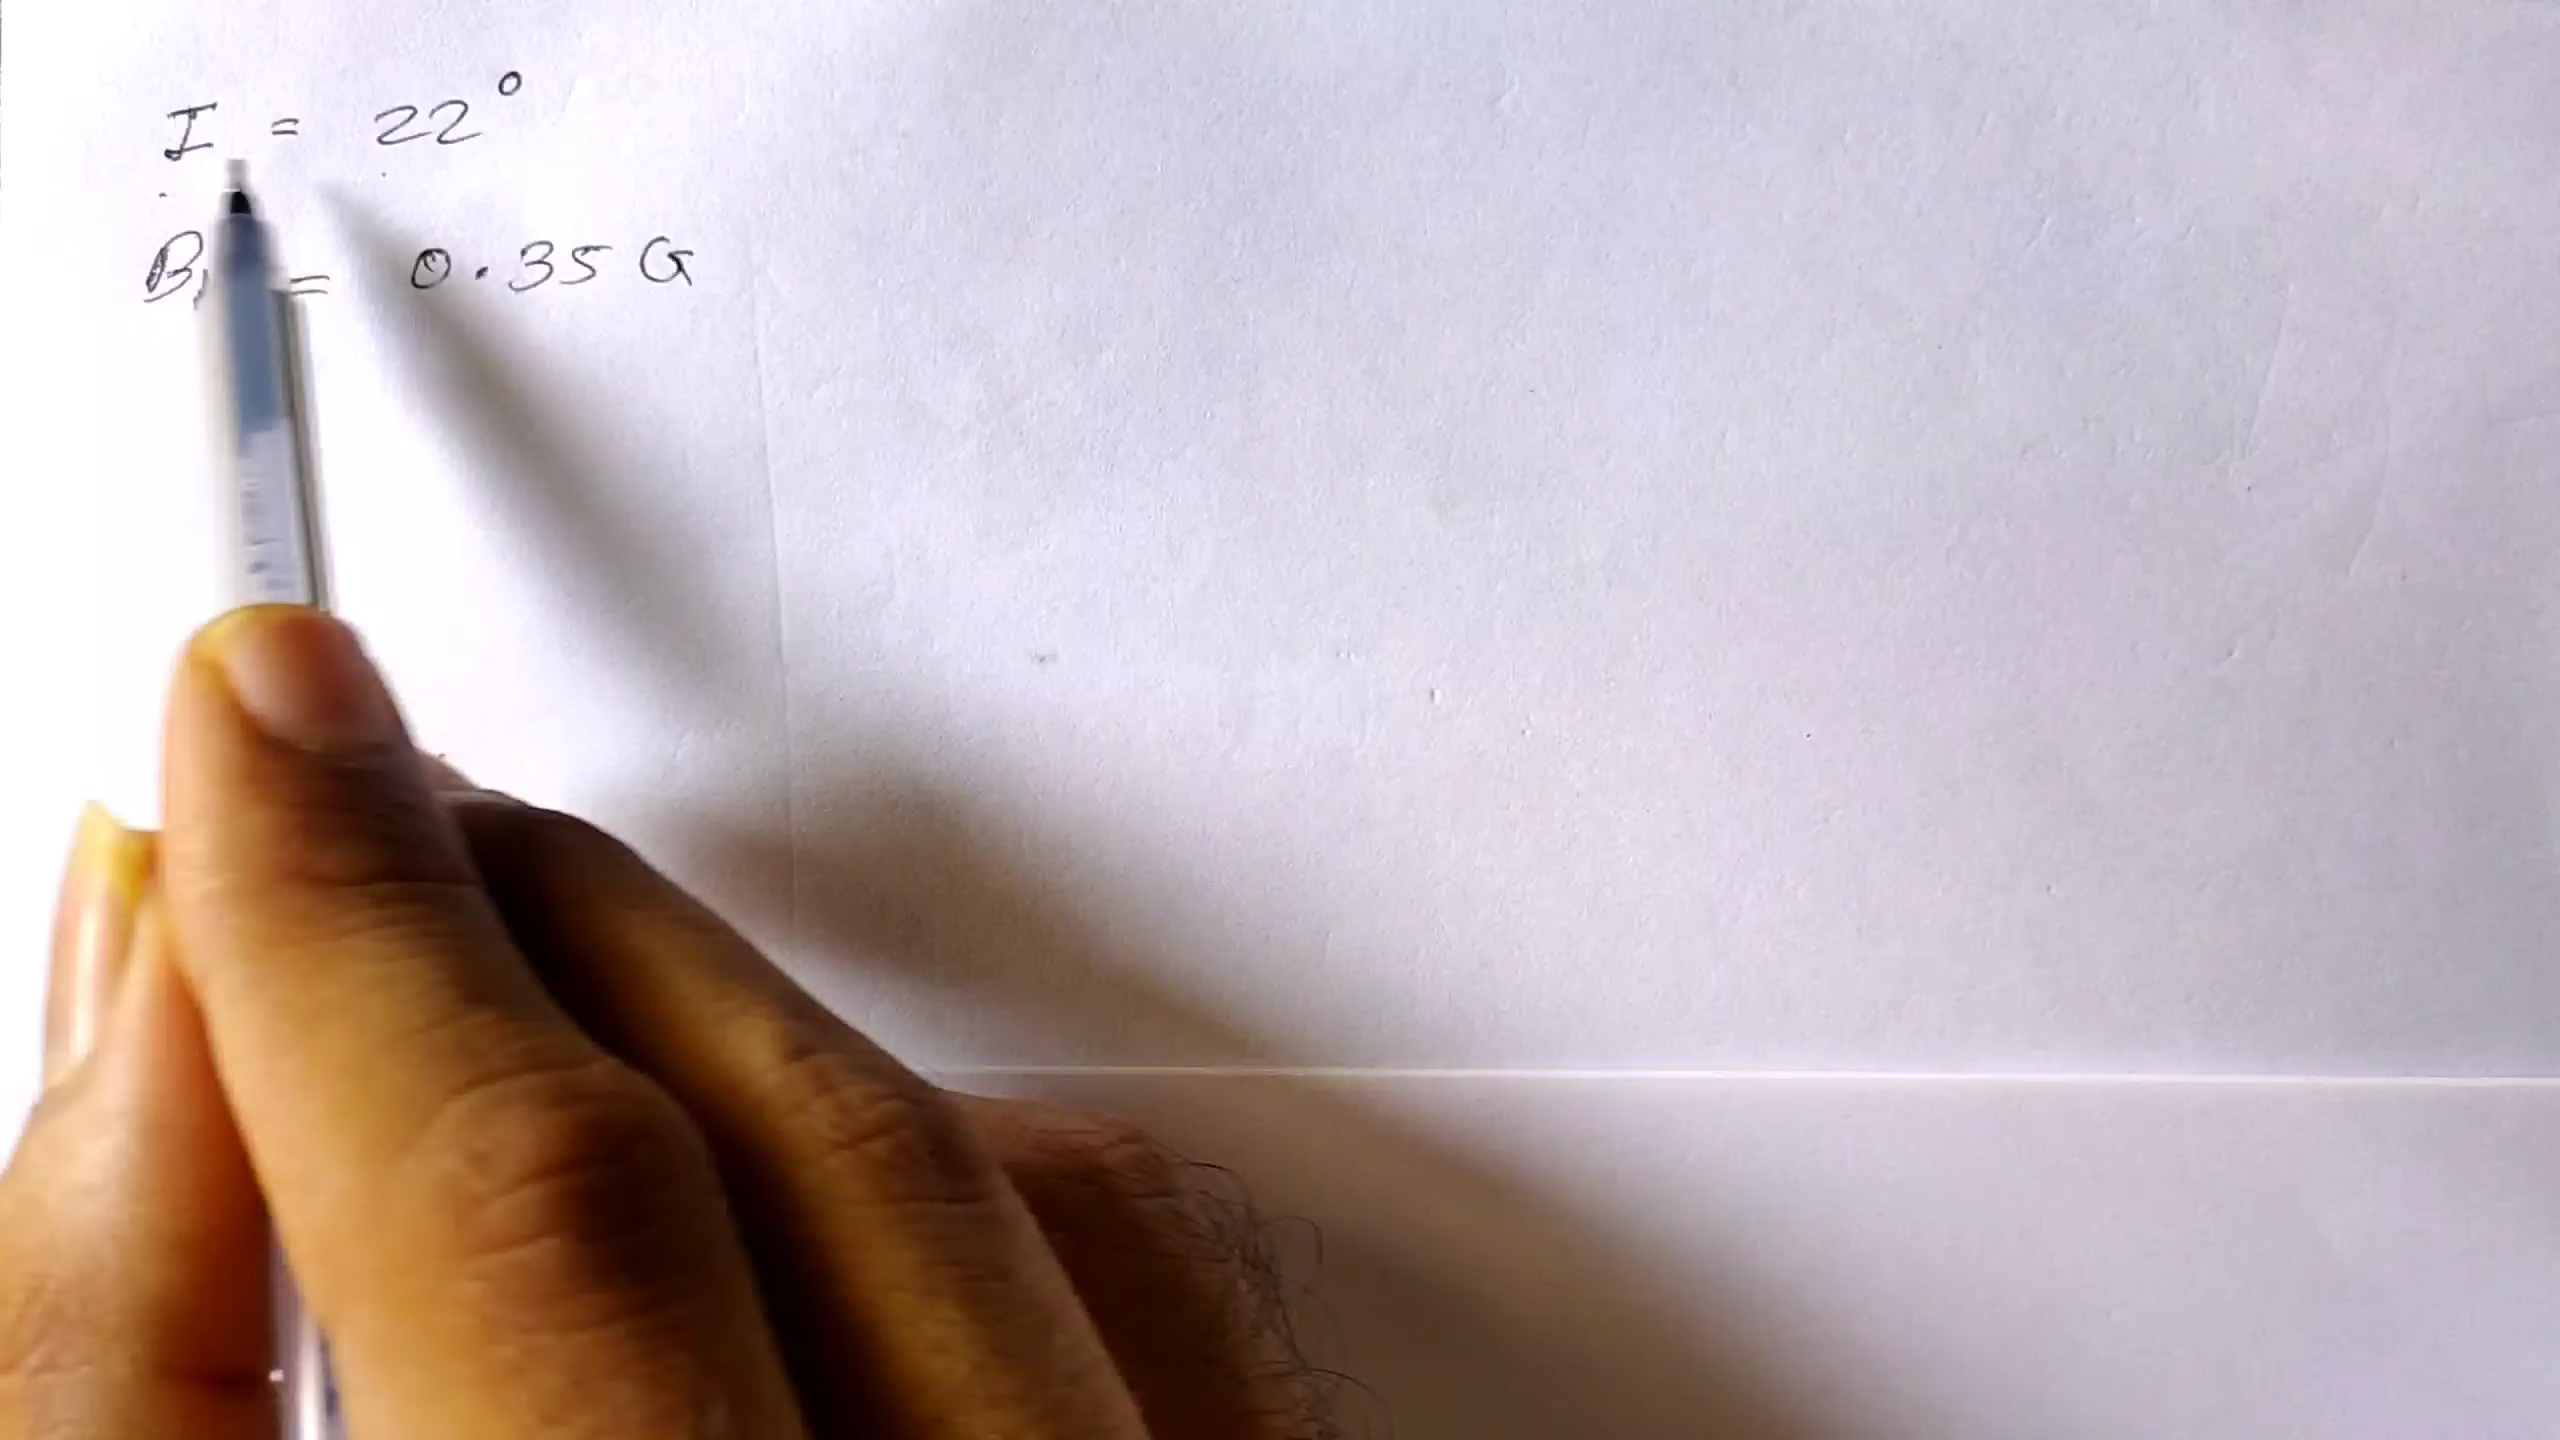 I = 22°
B = 0.35 G